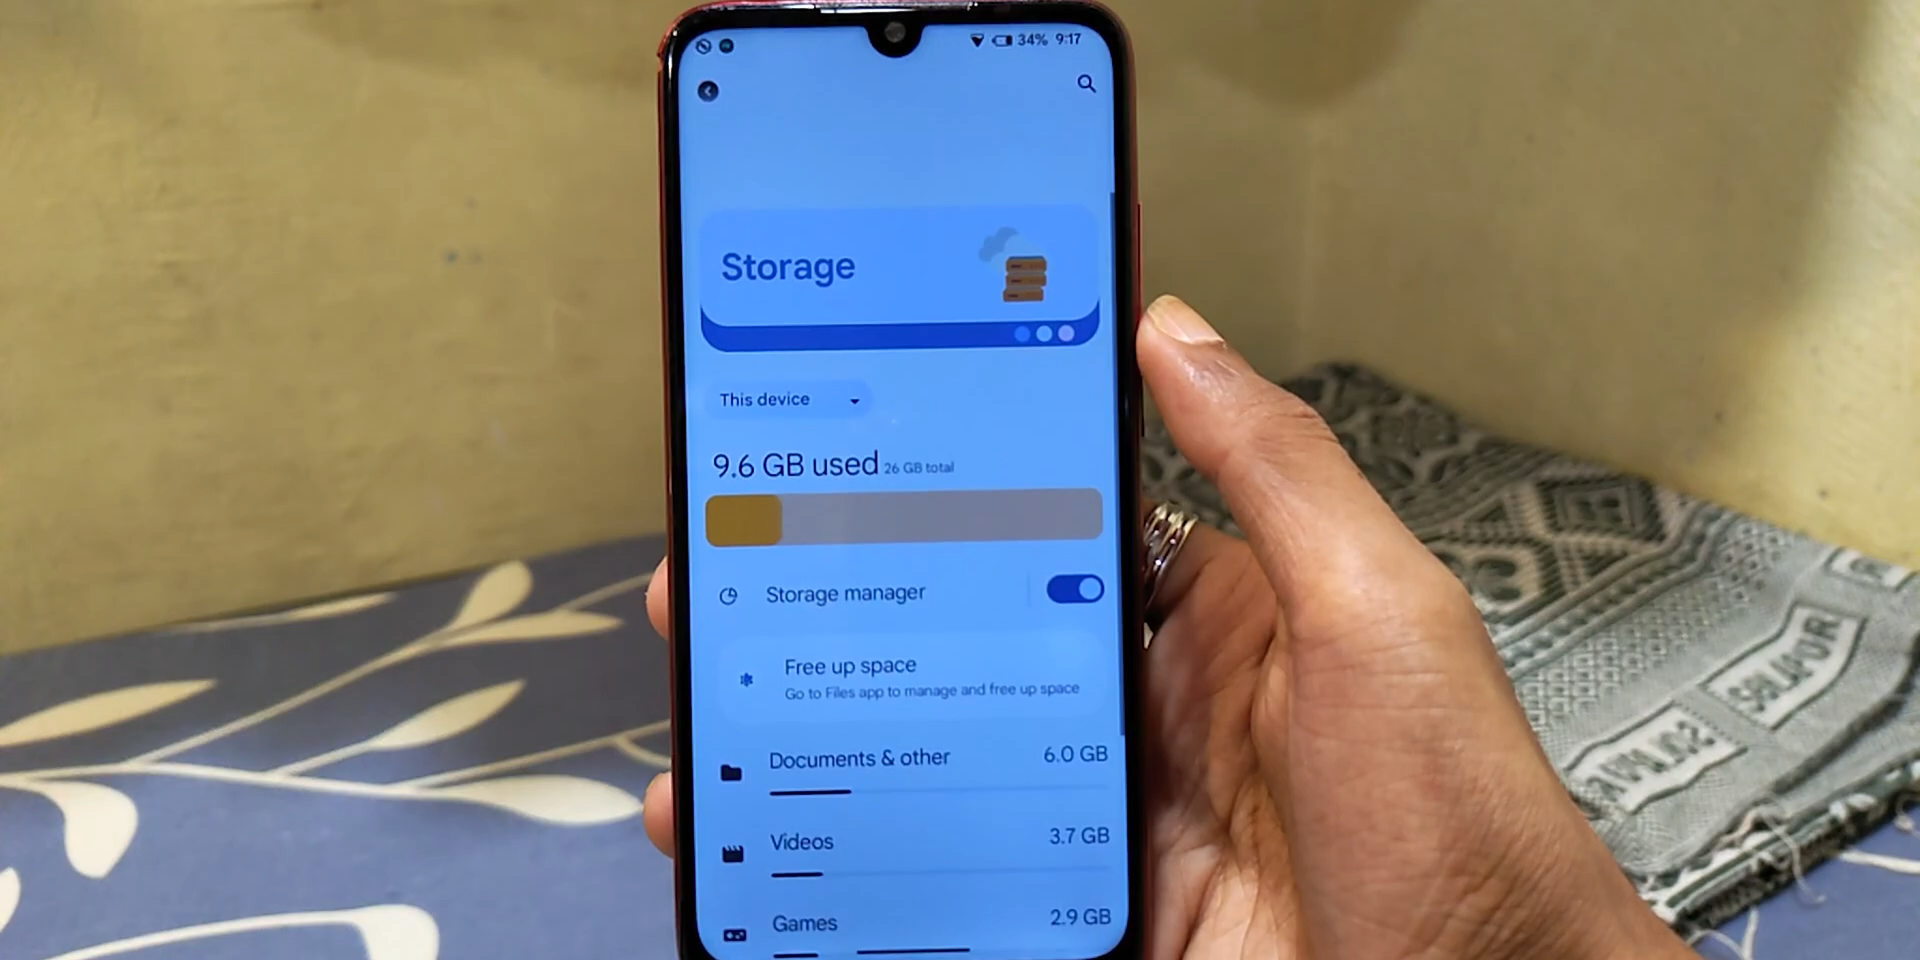 34% 9:17
Storage
This device
9.6 GB used 26 GB total
Storage manager
Free up space
Go to Files app to manage and free up space
Documents & other 6.0 GB
Videos 3.7 GB
Games 2.9 GB
SOLAPUR